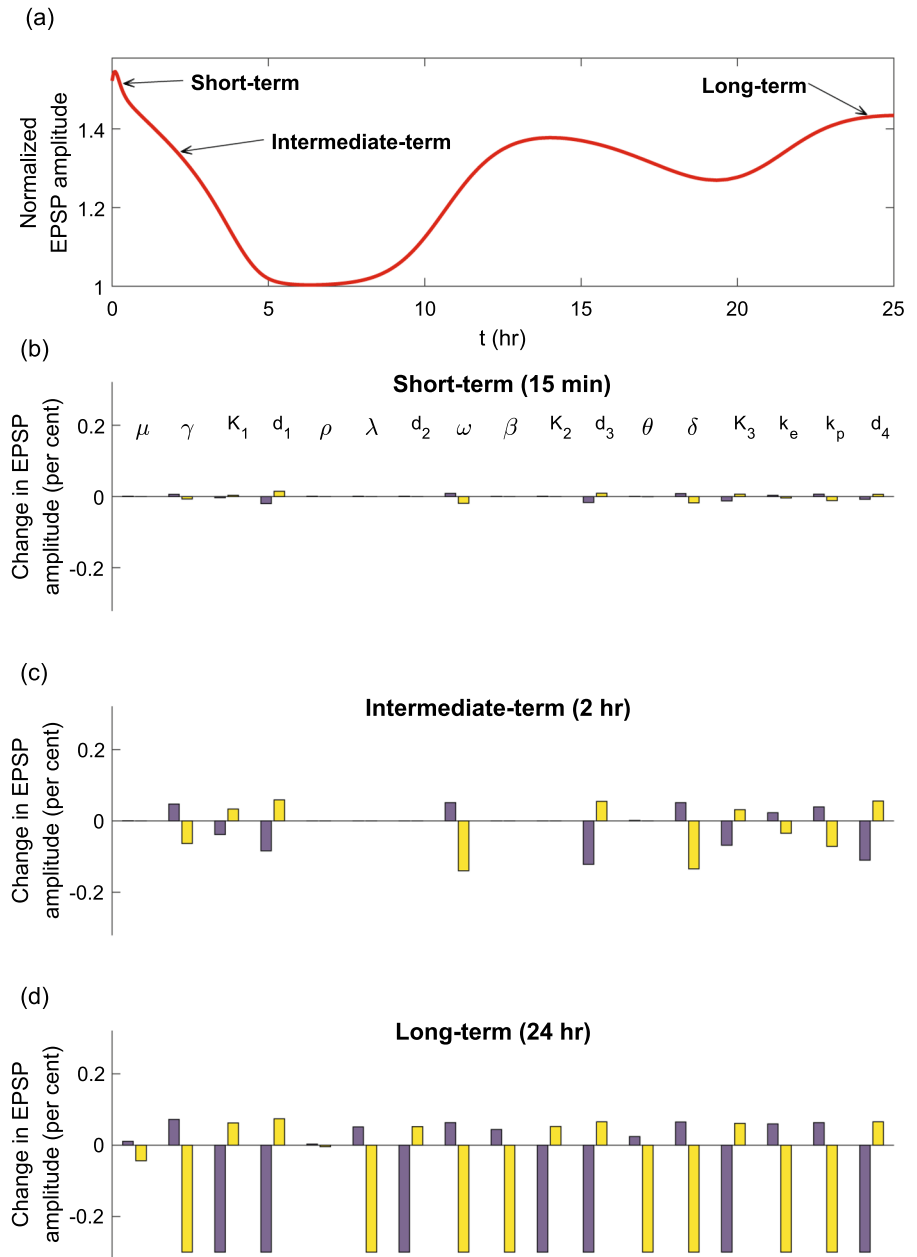 (a)
Short-term
Long-term
Intermediate-term
Normalized
EPSP amplitude
1.4
1.2
1
0 5 10 15 20 25
t (hr)
(b)
Short-term (15 min)
Change in EPSP
amplitude (per cent)
0.2
0
-0.2
μ γ K1 d1 ρ λ d2 ω β K2 d3 θ δ K3 ke kp d4
(c)
Intermediate-term (2 hr)
Change in EPSP
amplitude (per cent)
0.2
0
-0.2
(d)
Long-term (24 hr)
Change in EPSP
amplitude (per cent)
0.2
0
-0.2